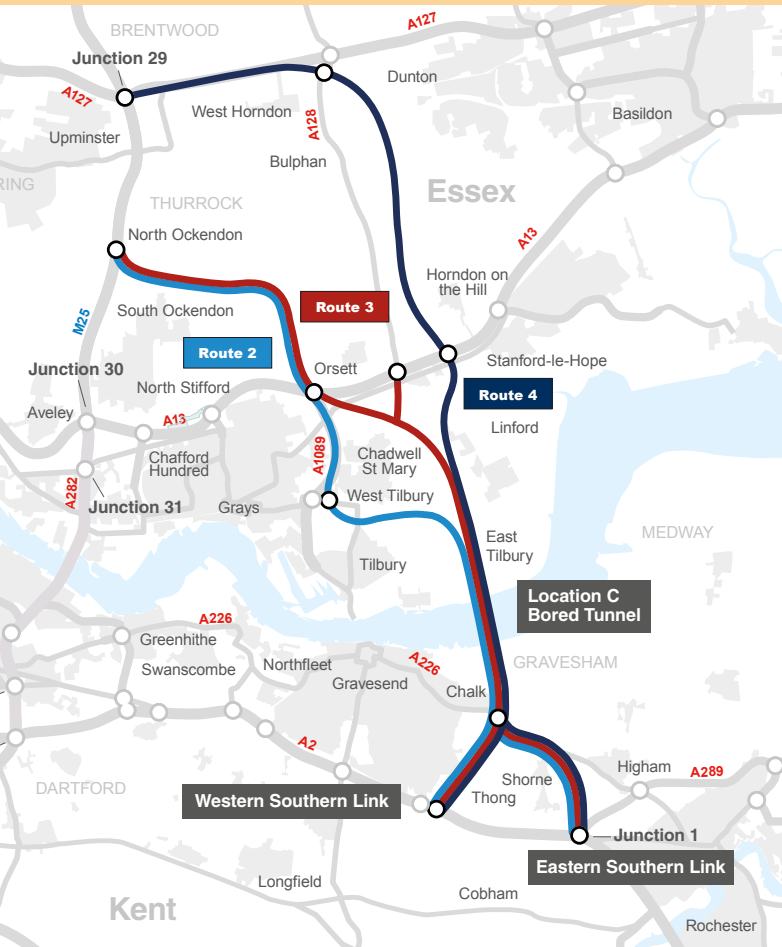 BRENTWOOD
A127
Junction 29
Dunton
A127
West Horndon
A128
Basildon
Upminster
Bulphan
RING
Essex
THURROCK
North Ockendon
A13
Horndon on
the Hill
South Ockendon
Route 3
M25
Route 2
Orsett
Stanford-le-Hope
Junction 30
North Stifford
Route 4
Aveley
A13
Linford
Chafford
Hundred
A1089
Chadwell
St Mary
A282
Junction 31
Grays
West Tilbury
East
Tilbury
MEDWAY
Tilbury
Location C
Bored Tunnel
A226
Greenhithe
Swanscombe
Northfleet
A226
GRAVESHAM
Gravesend
Chalk
A2
Higham
A289
Shorne
DARTFORD
Western Southern Link
Thong
Junction 1
Eastern Southern Link
Longfield
Cobham
Kent
Rochester